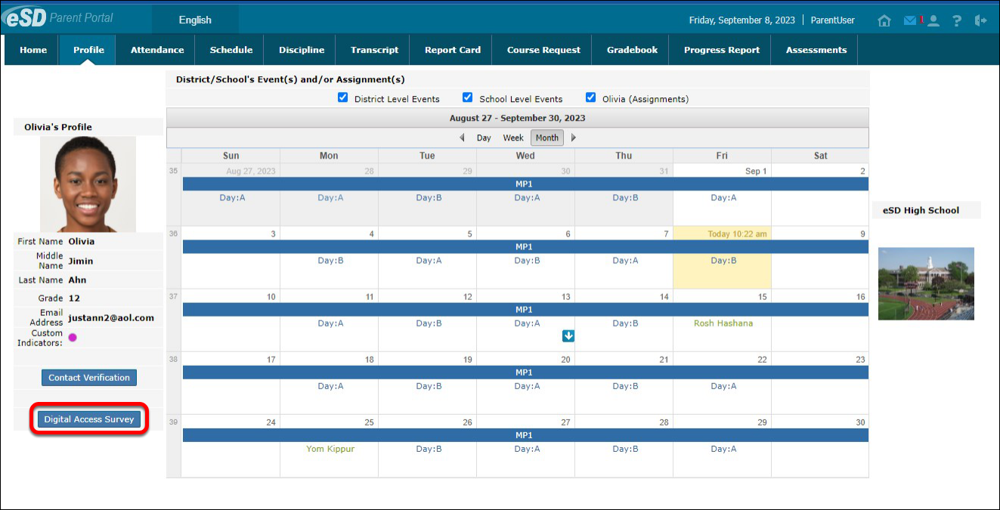 eSD Parent Portal
English
Friday, September 8, 2023 | ParentUser
Home Profile Attendance Schedule Discipline Transcript Report Card Course Request Gradebook Progress Report Assessments
District/School's Event(s) and/or Assignment(s)
District Level Events School Level Events Olivia (Assignments)
August 27 - September 30, 2023
Day Week Month
Olivia's Profile
First Name Olivia
Middle
Name Jimin
Last Name Ahn
Grade 12
Email
Address justann2@aol.com
Custom
Indicators:
Contact Verification
Digital Access Survey
Sun Mon Tue Wed Thu Fri Sat
35 Aug 27, 2023 28 29 30 31 Sep 1 2
MP1
Day:A Day:A Day:B Day:A Day:B Day:A
36 3 4 5 6 7 Today 10:22 am 9
MP1
Day:B Day:A Day:B Day:A Day:B
37 10 11 12 13 14 15 16
MP1
Day:A Day:B Day:A Day:B Rosh Hashana
38 17 18 19 20 21 22 23
MP1
Day:A Day:B Day:A Day:B Day:A
39 24 25 26 27 28 29 30
MP1
Yom Kippur Day:B Day:A Day:B Day:A
eSD High School